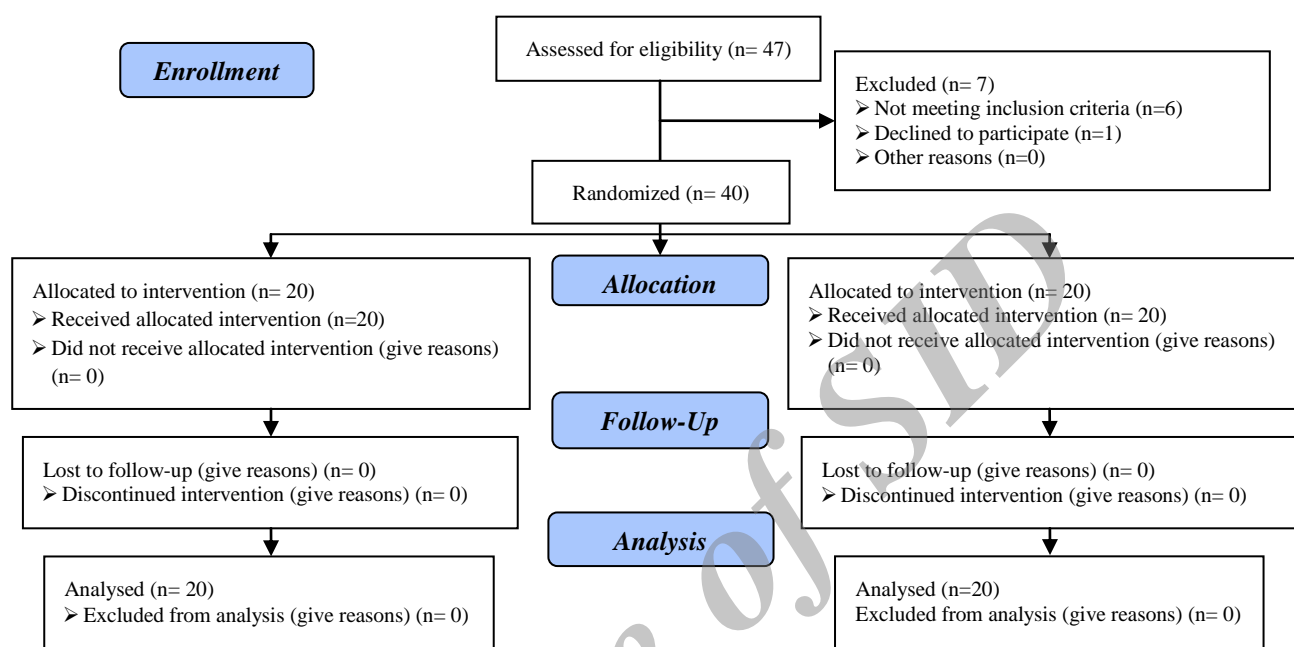 Assessed for eligibility (n= 47)
Enrollment
Excluded (n= 7)
➢ Not meeting inclusion criteria (n=6)
➢ Declined to participate (n=1)
➢ Other reasons (n=0)
Randomized (n= 40)
Allocation
Allocated to intervention (n= 20)
➢ Received allocated intervention (n=20)
➢ Did not receive allocated intervention (give reasons)
(n= 0)
Allocated to intervention (n= 20)
➢ Received allocated intervention (n= 20)
➢ Did not receive allocated intervention (give reasons)
(n= 0)
Follow-Up
Lost to follow-up (give reasons) (n= 0)
➢ Discontinued intervention (give reasons) (n= 0)
Lost to follow-up (give reasons) (n= 0)
➢ Discontinued intervention (give reasons) (n= 0)
Analysis
Analysed (n= 20)
➢ Excluded from analysis (give reasons) (n= 0)
Analysed (n=20)
Excluded from analysis (give reasons) (n= 0)
of SID